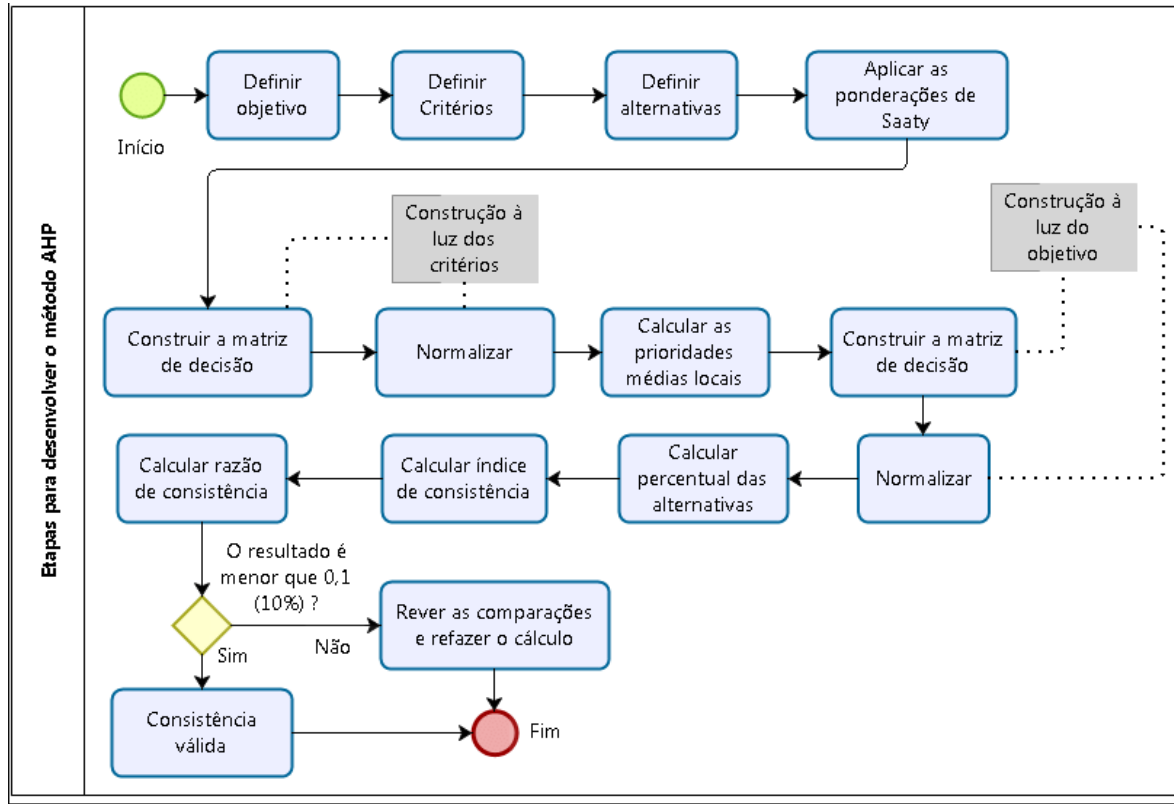 Etapas para desenvolver o método AHP
Início
Definir
objetivo
Definir
Critérios
Definir
alternativas
Aplicar as
ponderações de
Saaty
Construção à
luz dos
critérios
Construção à
luz do
objetivo
Construir a matriz
de decisão
Normalizar
Calcular as
prioridades
médias locais
Construir a matriz
de decisão
Normalizar
Calcular
percentual das
alternativas
Calcular índice
de consistência
Calcular razão
de consistência
O resultado é
menor que 0,1
(10%) ?
Não
Sim
Rever as comparações
e refazer o cálculo
Consistência
válida
Fim